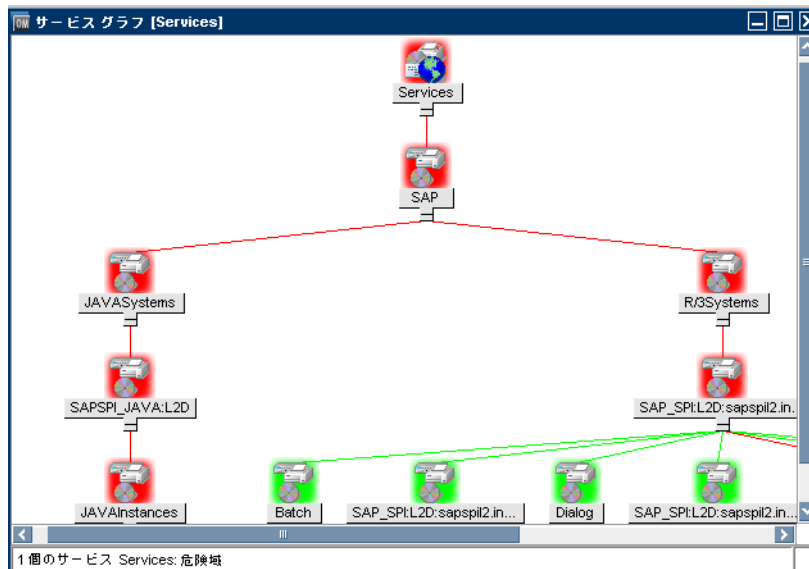 OM サービス グラフ [Services]
Services
SAP
JAVASystems
R/3Systems
SAPSPI_JAVA:L2D
SAP_SPI:L2D:sapspil2.in...
JAVAInstances
Batch
SAP_SPI:L2D:sapspil2.in...
Dialog
SAP_SPI:L2D:sapspil2.in...
1個のサービス Services: 危険域